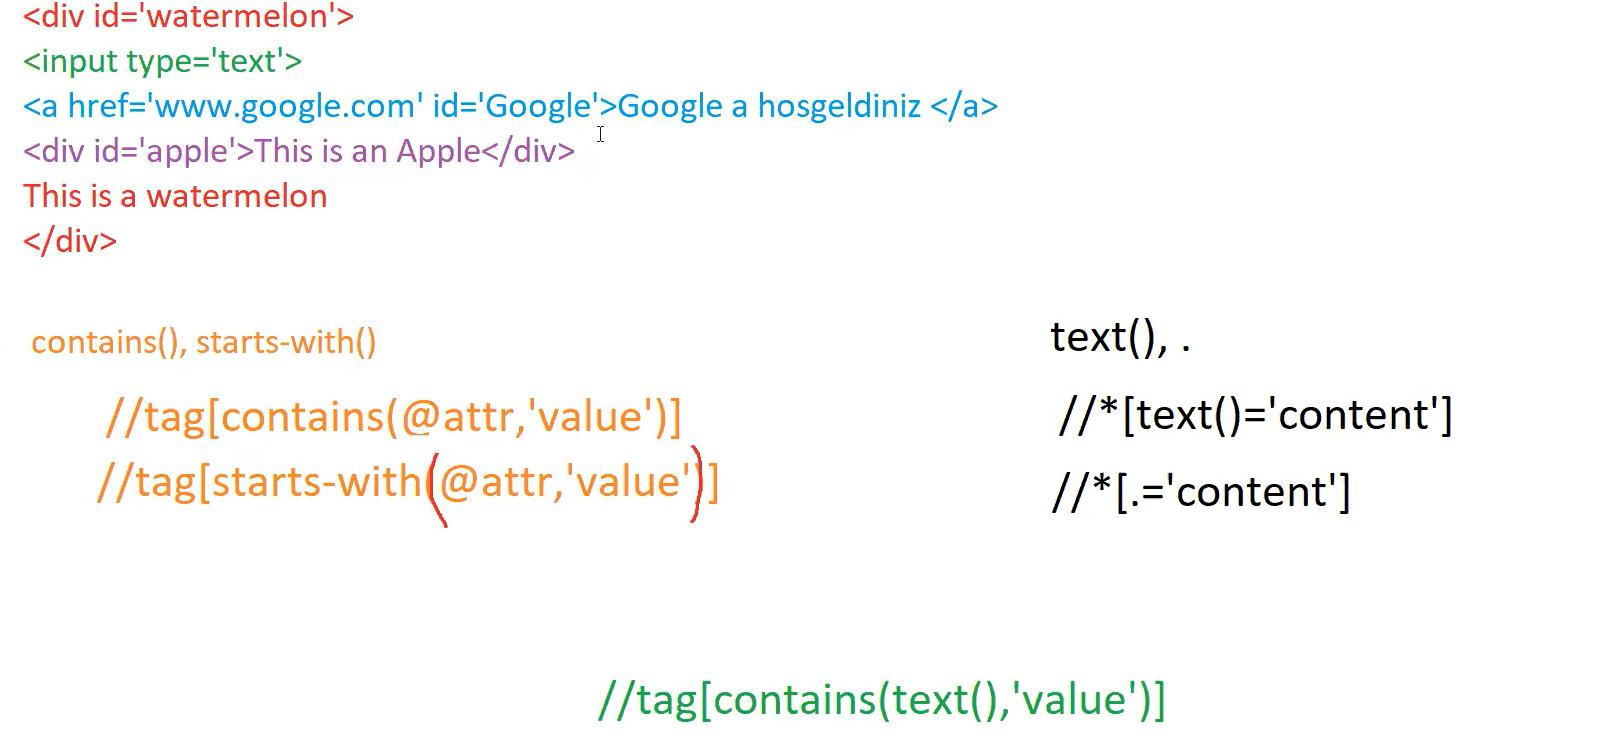 <div id='watermelon'>
<input type='text'>
<a href='www.google.com' id='Google'>Google a hosgeldiniz </a>
<div id='apple'>This is an Apple</div>
This is a watermelon
</div>
contains(), starts-with()
//tag[contains(@attr,'value')]
//tag[starts-with(@attr,'value')]
text(), .
//*[text()='content']
//*[.='content']
//tag[contains(text(),'value')]